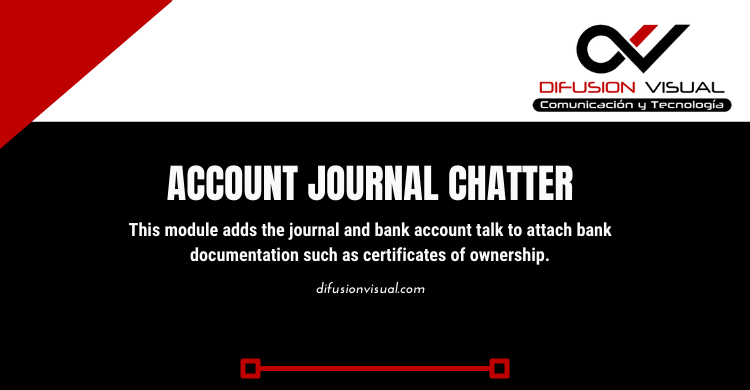 DIFUSION VISUAL
Comunicación y Tecnología
ACCOUNT JOURNAL CHATTER
This module adds the journal and bank account talk to attach bank
documentation such as certificates of ownership.
difusionvisual.com